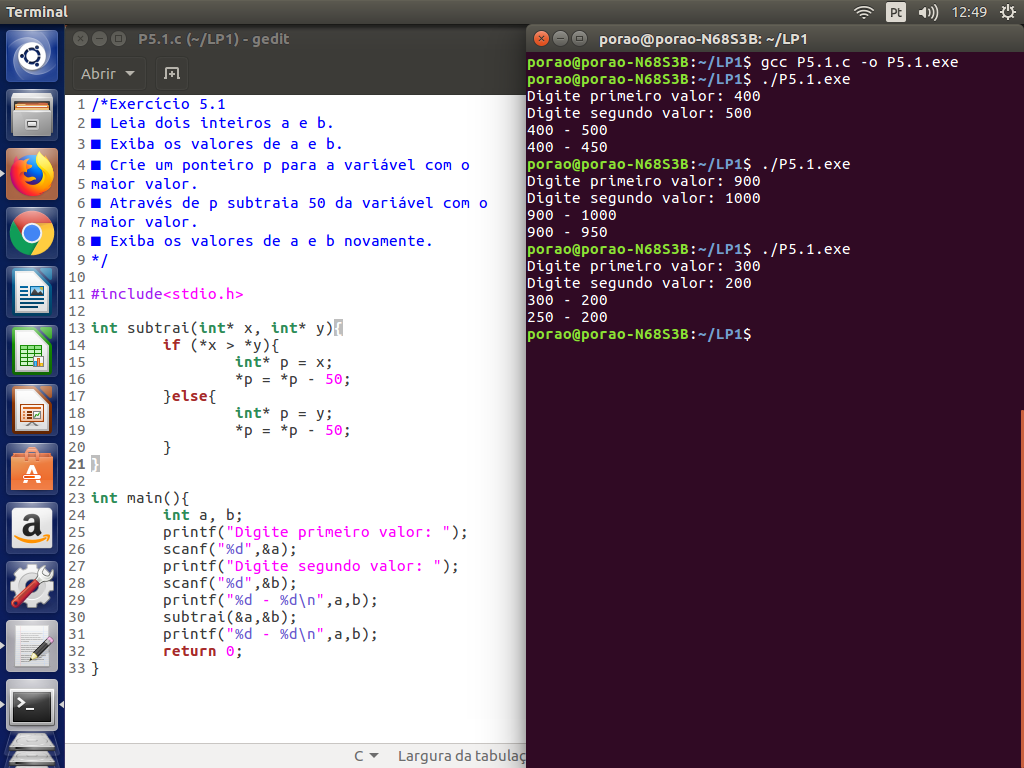 Terminal
Pt
12:49
P5.1.c (~/LP1) - gedit
Abrir
1 /*Exercício 5.1
2 ■ Leia dois inteiros a e b.
3 ■ Exiba os valores de a e b.
4 ■ Crie um ponteiro p para a variável com o
5 maior valor.
6 ■ Através de p subtraia 50 da variável com o
7 maior valor.
8 ■ Exiba os valores de a e b novamente.
9 */
10
11 #include<stdio.h>
12
13 int subtrai(int* x, int* y){
14         if (*x > *y){
15                 int* p = x;
16                 *p = *p - 50;
17         }else{
18                 int* p = y;
19                 *p = *p - 50;
20         }
21 }
22
23 int main(){
24         int a, b;
25         printf("Digite primeiro valor: ");
26         scanf("%d",&a);
27         printf("Digite segundo valor: ");
28         scanf("%d",&b);
29         printf("%d - %d\n",a,b);
30         subtrai(&a,&b);
31         printf("%d - %d\n",a,b);
32         return 0;
33 }
C
Largura da tabulaç
porao@porao-N68S3B: ~/LP1
porao@porao-N68S3B:~/LP1$ gcc P5.1.c -o P5.1.exe
porao@porao-N68S3B:~/LP1$ ./P5.1.exe
Digite primeiro valor: 400
Digite segundo valor: 500
400 - 500
400 - 450
porao@porao-N68S3B:~/LP1$ ./P5.1.exe
Digite primeiro valor: 900
Digite segundo valor: 1000
900 - 1000
900 - 950
porao@porao-N68S3B:~/LP1$ ./P5.1.exe
Digite primeiro valor: 300
Digite segundo valor: 200
300 - 200
250 - 200
porao@porao-N68S3B:~/LP1$